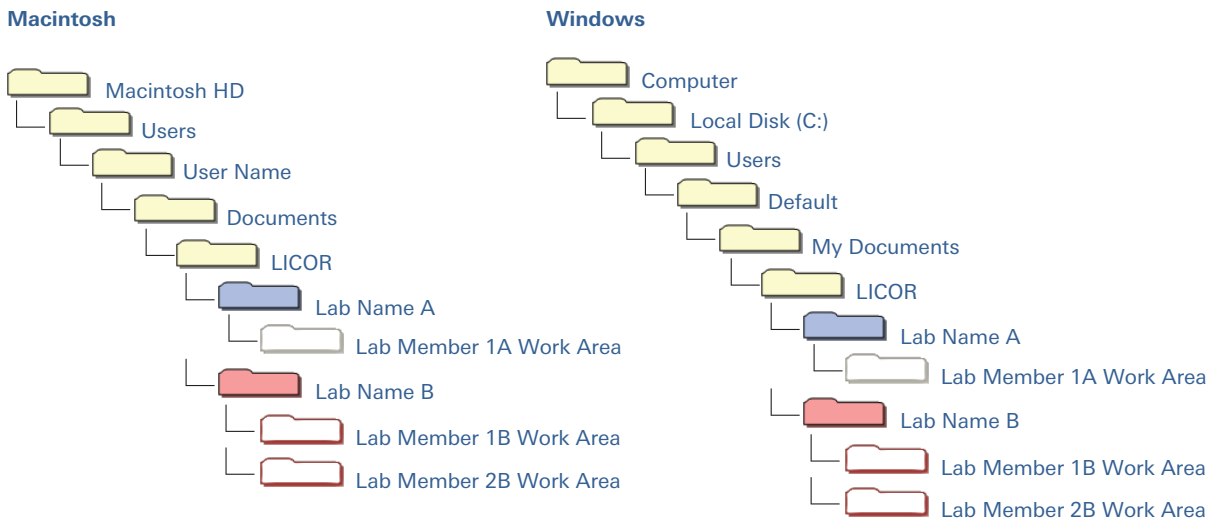 Macintosh
Macintosh HD
Users
User Name
Documents
LICOR
Lab Name A
Lab Member 1A Work Area
Lab Name B
Lab Member 1B Work Area
Lab Member 2B Work Area
Windows
Computer
Local Disk (C:)
Users
Default
My Documents
LICOR
Lab Name A
Lab Member 1A Work Area
Lab Name B
Lab Member 1B Work Area
Lab Member 2B Work Area